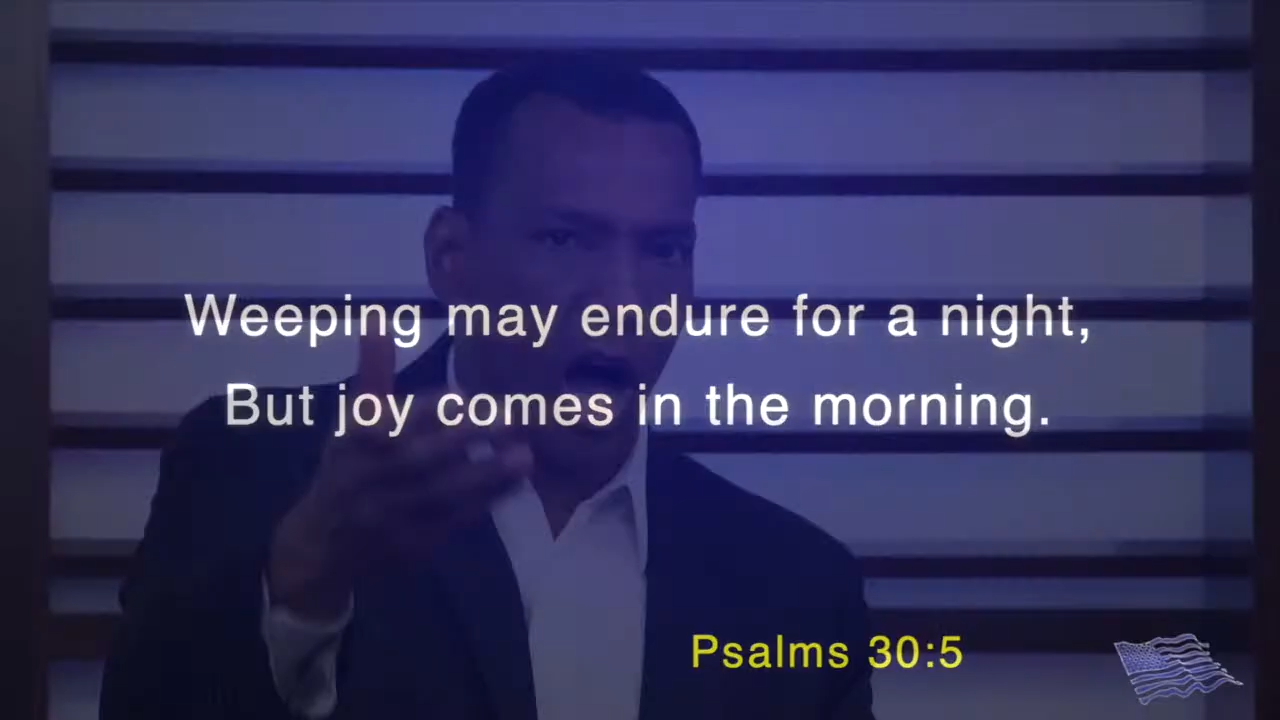 Weeping may endure for a night,
But joy comes in the morning.
Psalms 30:5